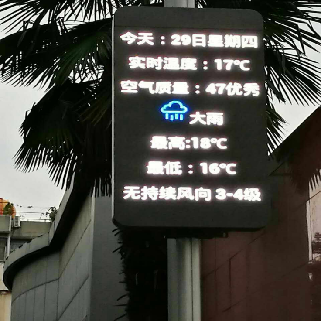 今天：29日星期四
实时温度：17℃
空气质量：47优秀
大雨
最高:18℃
最低：16℃
无持续风向 3-4级